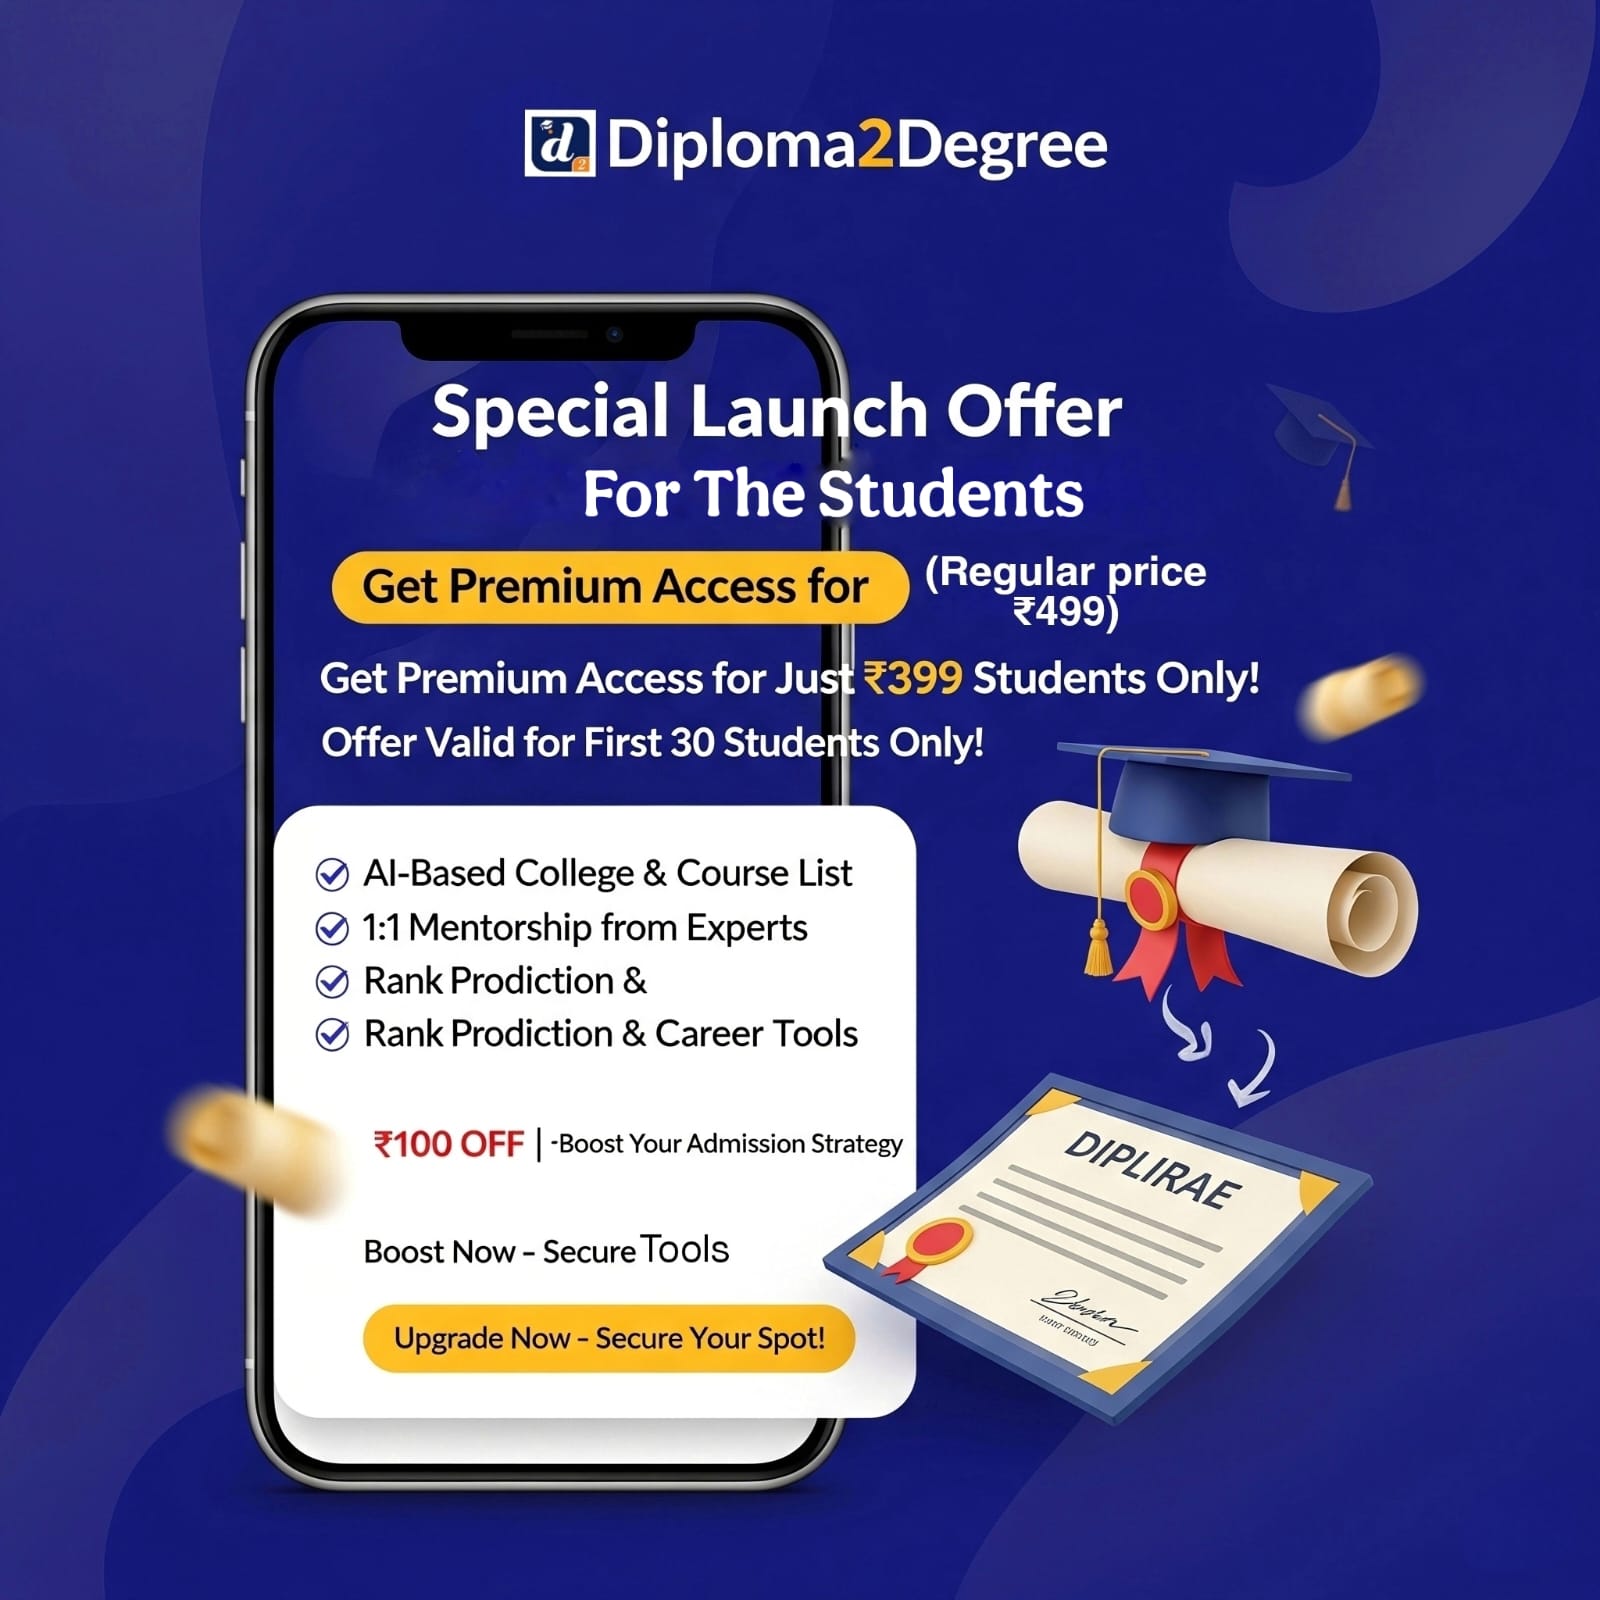 d2 Diploma2Degree
Special Launch Offer
For The Students
Get Premium Access for
(Regular price
₹499)
Get Premium Access for Just ₹399 Students Only!
Offer Valid for First 30 Students Only!
AI-Based College & Course List
1:1 Mentorship from Experts
Rank Prodiction &
Rank Prodiction & Career Tools
₹100 OFF | -Boost Your Admission Strategy
Boost Now - Secure Tools
Upgrade Now - Secure Your Spot!
DIPLIRAE